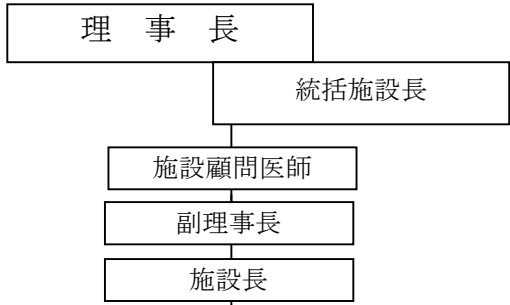 理 事 長
統括施設長
施設顧問医師
副理事長
施設長